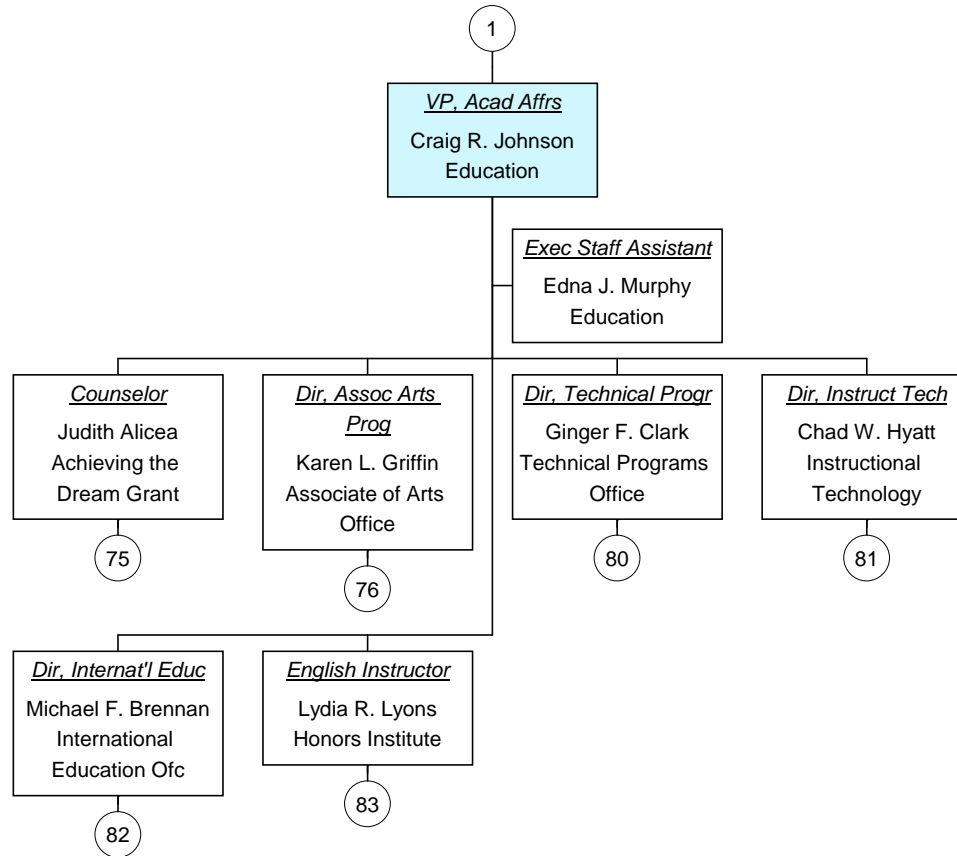 1
VP, Acad Affrs
Craig R. Johnson
Education
Exec Staff Assistant
Edna J. Murphy
Education
Counselor
Judith Alicea
Achieving the
Dream Grant
75
Dir, Assoc Arts
Prog
Karen L. Griffin
Associate of Arts
Office
76
Dir, Technical Progr
Ginger F. Clark
Technical Programs
Office
80
Dir, Instruct Tech
Chad W. Hyatt
Instructional
Technology
81
Dir, Internat'l Educ
Michael F. Brennan
International
Education Ofc
82
English Instructor
Lydia R. Lyons
Honors Institute
83